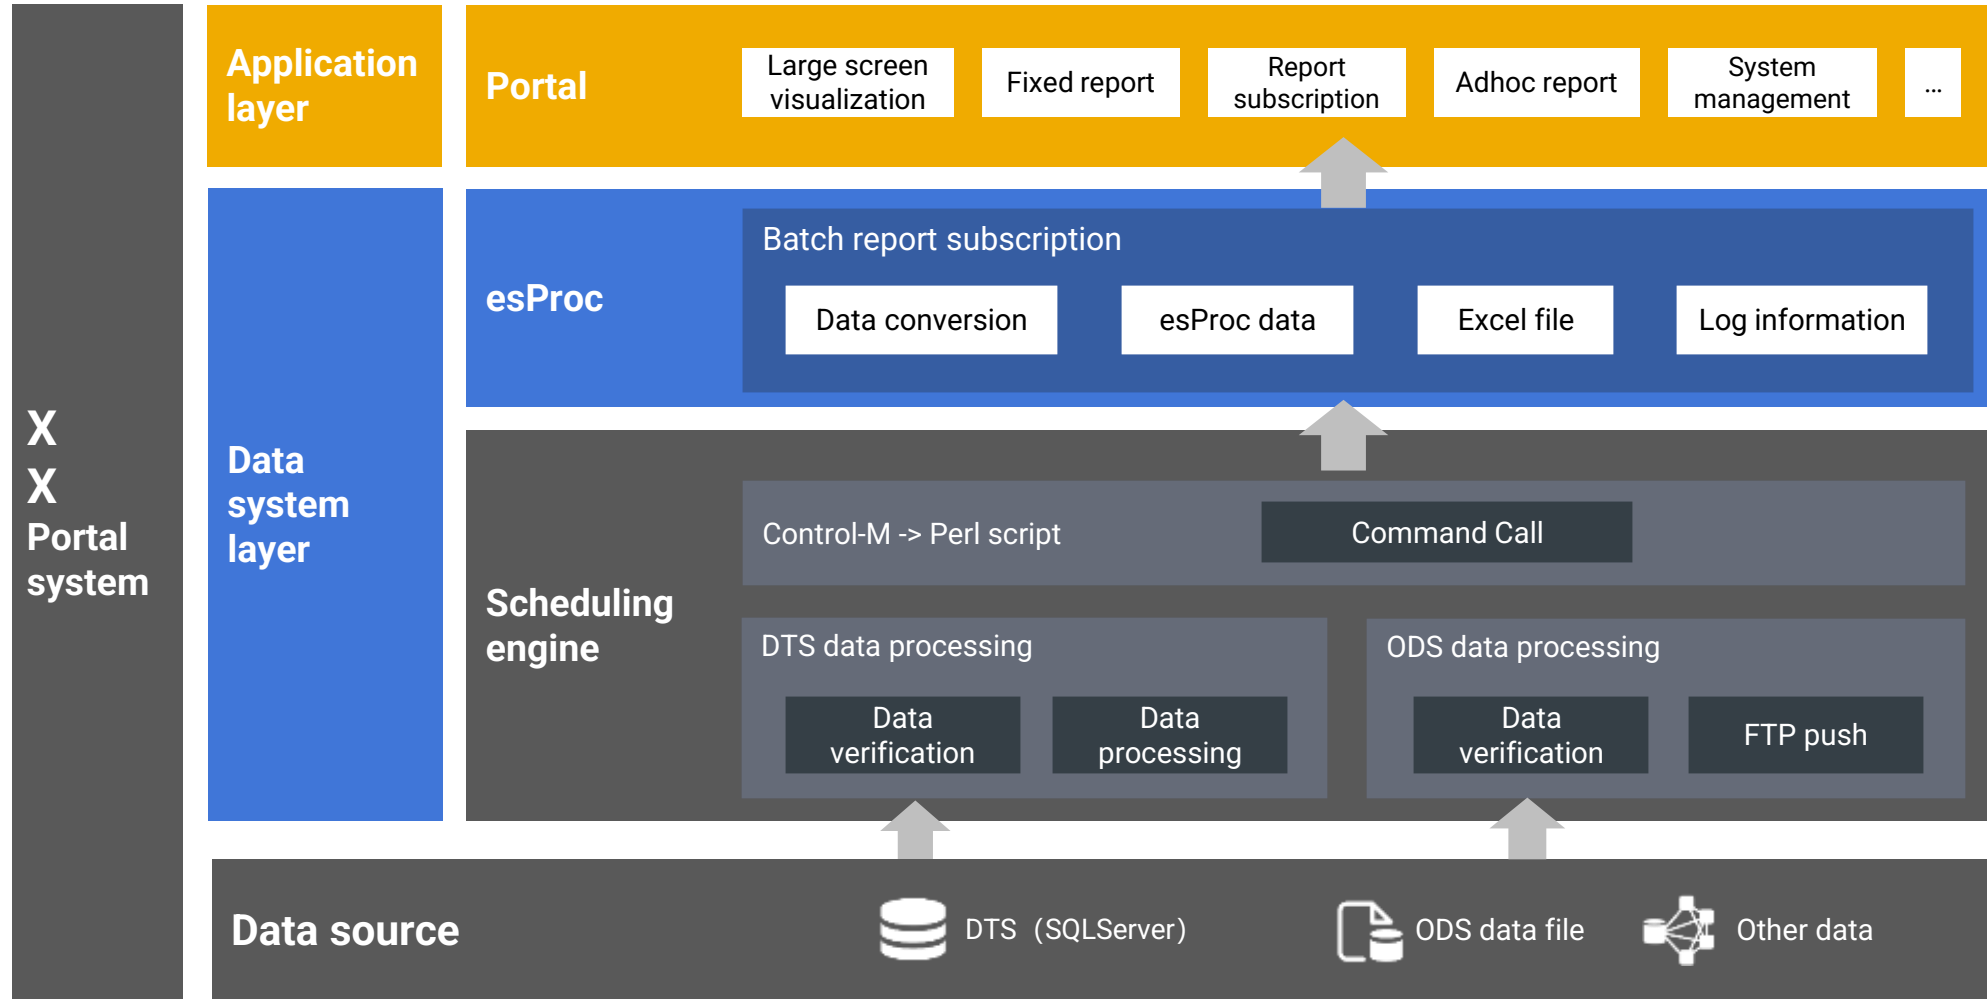 X
X
Portal
system
Application
layer
Portal
Large screen
visualization
Fixed report
Report
subscription
Adhoc report
System
management
...
Data
system
layer
esProc
Batch report subscription
Data conversion
esProc data
Excel file
Log information
Scheduling
engine
Control-M -> Perl script
Command Call
DTS data processing
Data
verification
Data
processing
ODS data processing
Data
verification
FTP push
Data source
DTS（SQLServer）
ODS data file
Other data